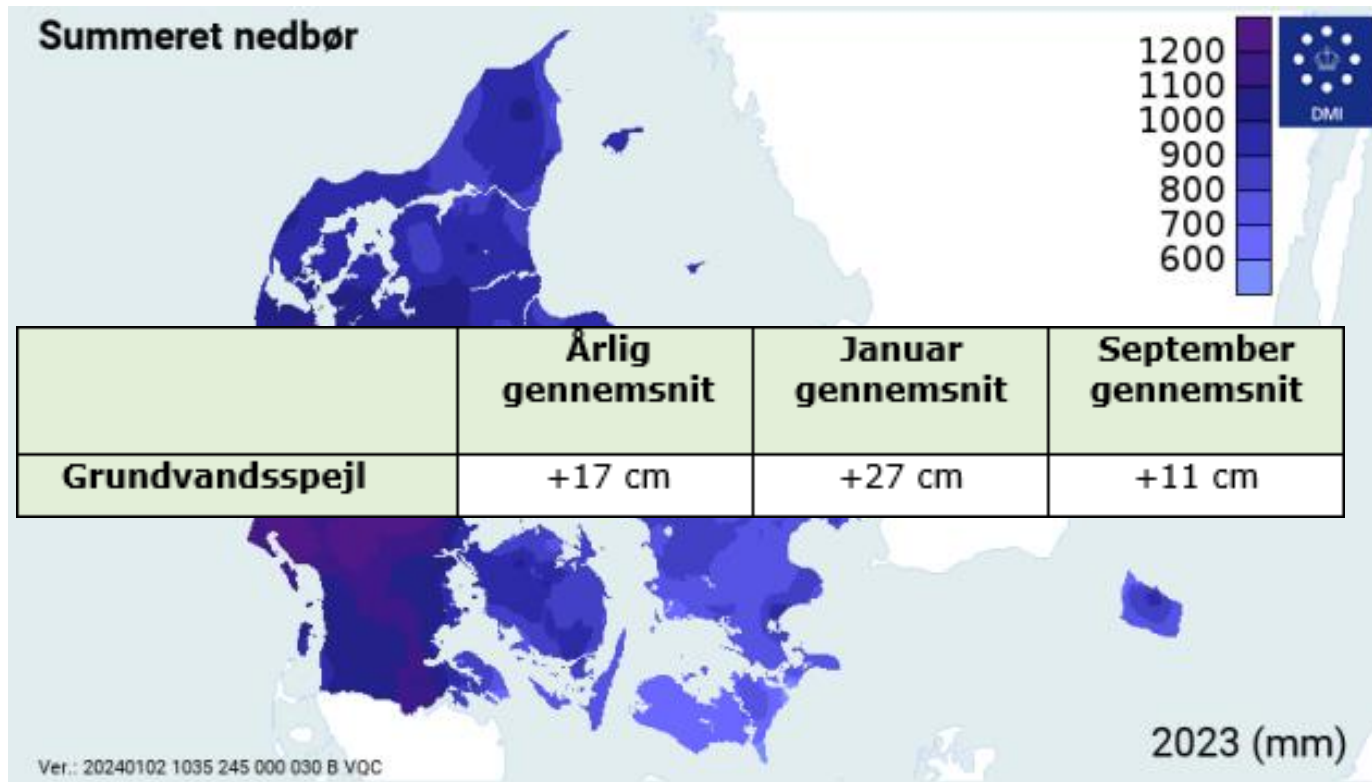 Summeret nedbør
1200
1100
1000
900
800
700
600
DMI
Årlig
gennemsnit
Januar
gennemsnit
September
gennemsnit
Grundvandsspejl
+17 cm
+27 cm
+11 cm
2023 (mm)
Ver.: 20240102 1035 245 000 030 B VQC